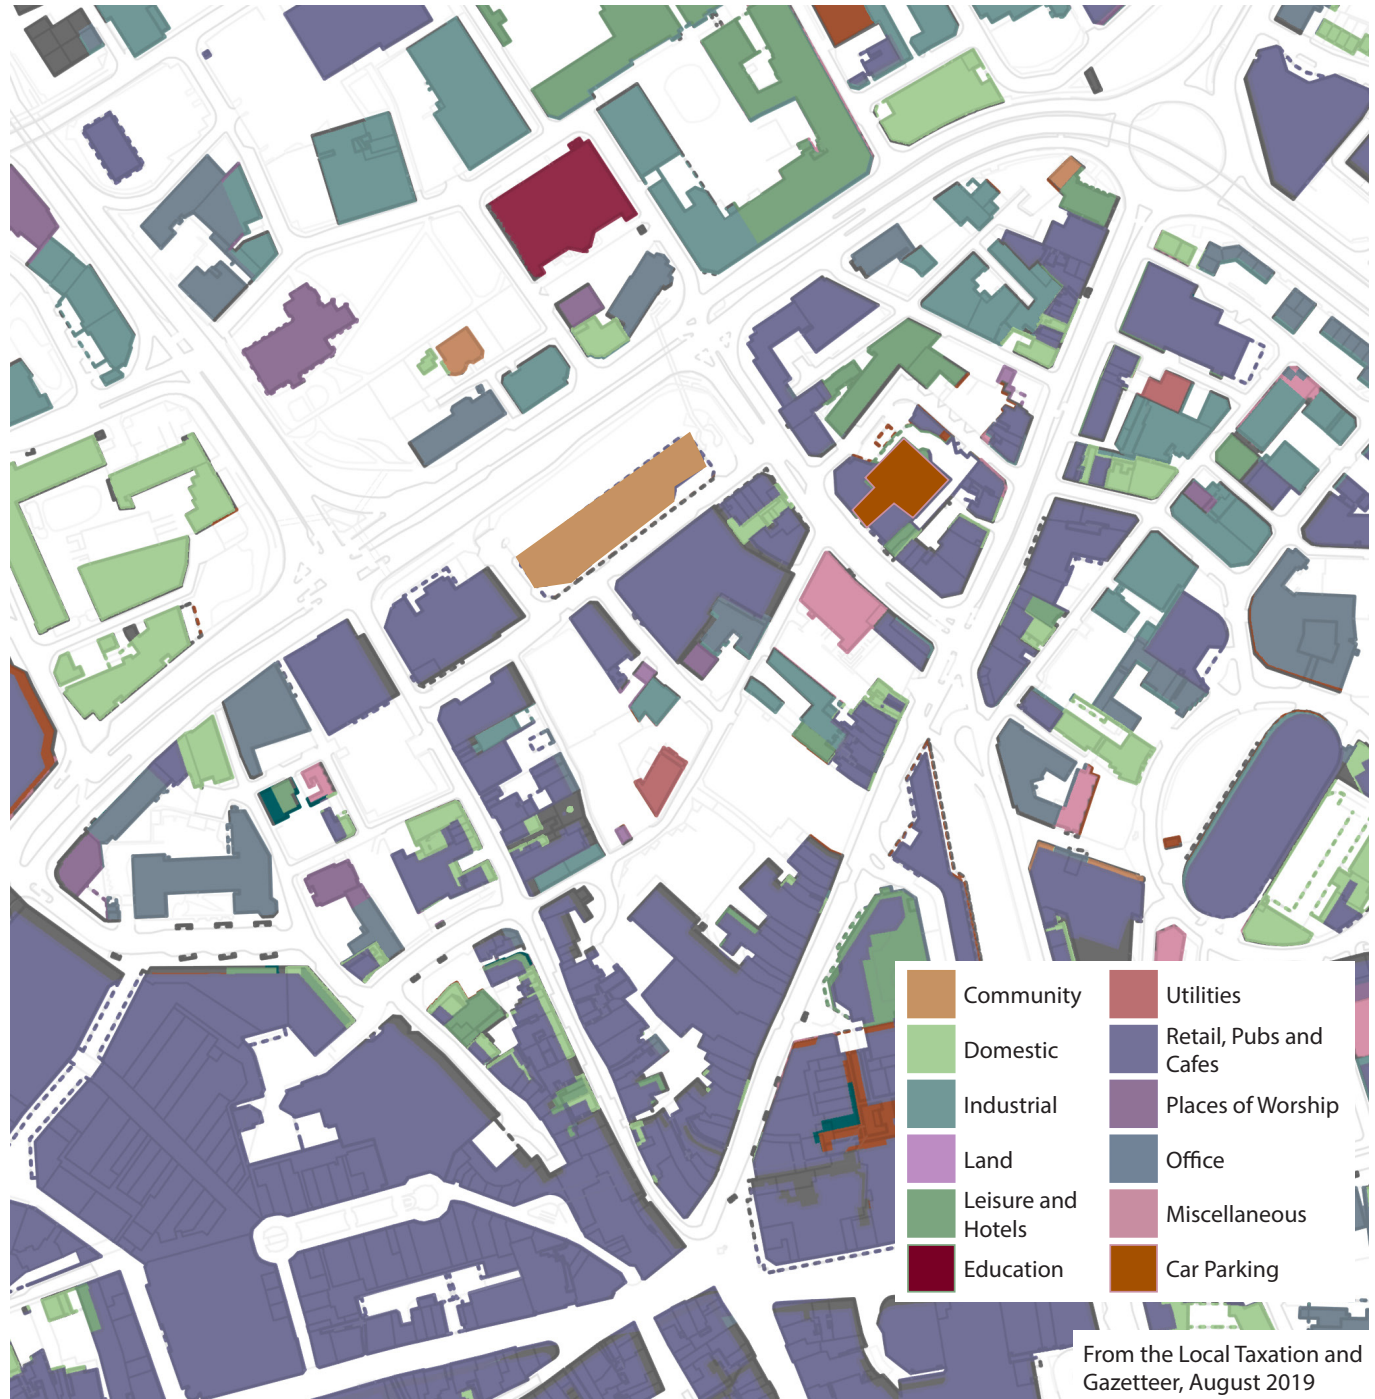 Community
Domestic
Industrial
Land
Leisure and
Hotels
Education
Utilities
Retail, Pubs and
Cafes
Places of Worship
Office
Miscellaneous
Car Parking
From the Local Taxation and
Gazetteer, August 2019